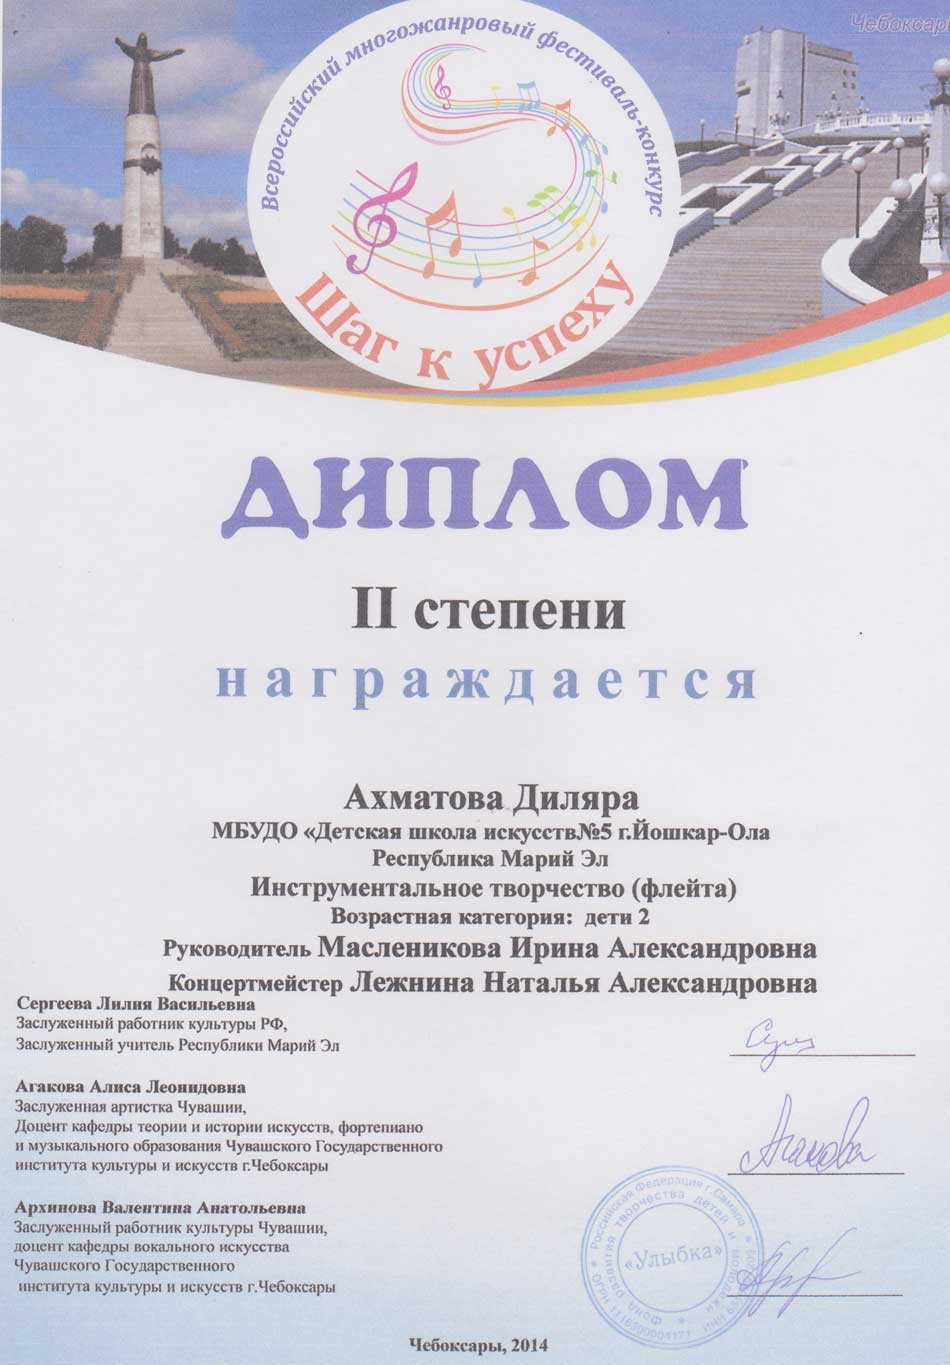 Чебоксары
Всероссийский многожанровый фестиваль-конкурс
Шаг к успеху
ДИПЛОМ
II степени
награждается
Ахматова Диляра
МБУДО «Детская школа искусств№5 г.Йошкар-Ола
Республика Марий Эл
Инструментальное творчество (флейта)
Возрастная категория: дети 2
Руководитель Масленикова Ирина Александровна
Концертмейстер Лежнина Наталья Александровна
Сергеева Лилия Васильевна
Заслуженный работник культуры РФ,
Заслуженный учитель Республики Марий Эл
Агакова Алиса Леонидовна
Заслуженная артистка Чувашии,
Доцент кафедры теории и истории искусств, фортепиано
и музыкального образования Чувашского Государственного
института культуры и искусств г.Чебоксары
Агакова
Архипова Валентина Анатольевна
Заслуженный работник культуры Чувашии,
доцент кафедры вокального искусства
Чувашского Государственного
института культуры и искусств г.Чебоксары
Российская Федерация г.Самара
Фонд развития творчества детей и молодежи
«Улыбка»
Чебоксары, 2014